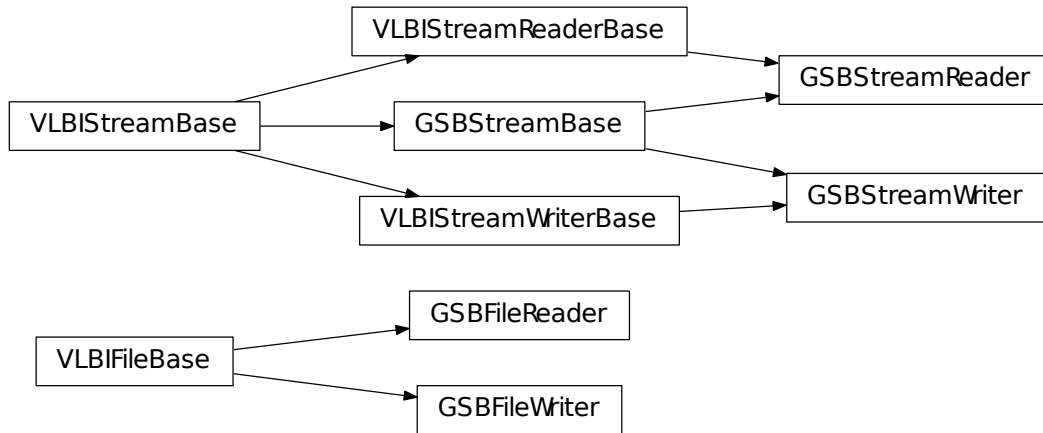 VLBIStreamReaderBase
GSBStreamReader
VLBIStreamBase
GSBStreamBase
GSBStreamWriter
VLBIStreamWriterBase
GSBFileReader
VLBIFileBase
GSBFileWriter